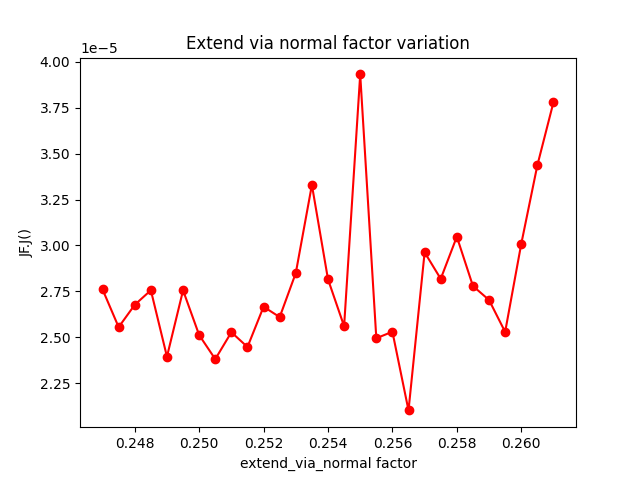 Extend via normal factor variation
1e−5
4.00
3.75
3.50
3.25
3.00
2.75
2.50
2.25
JF.J()
0.248 0.250 0.252 0.254 0.256 0.258 0.260
extend_via_normal factor